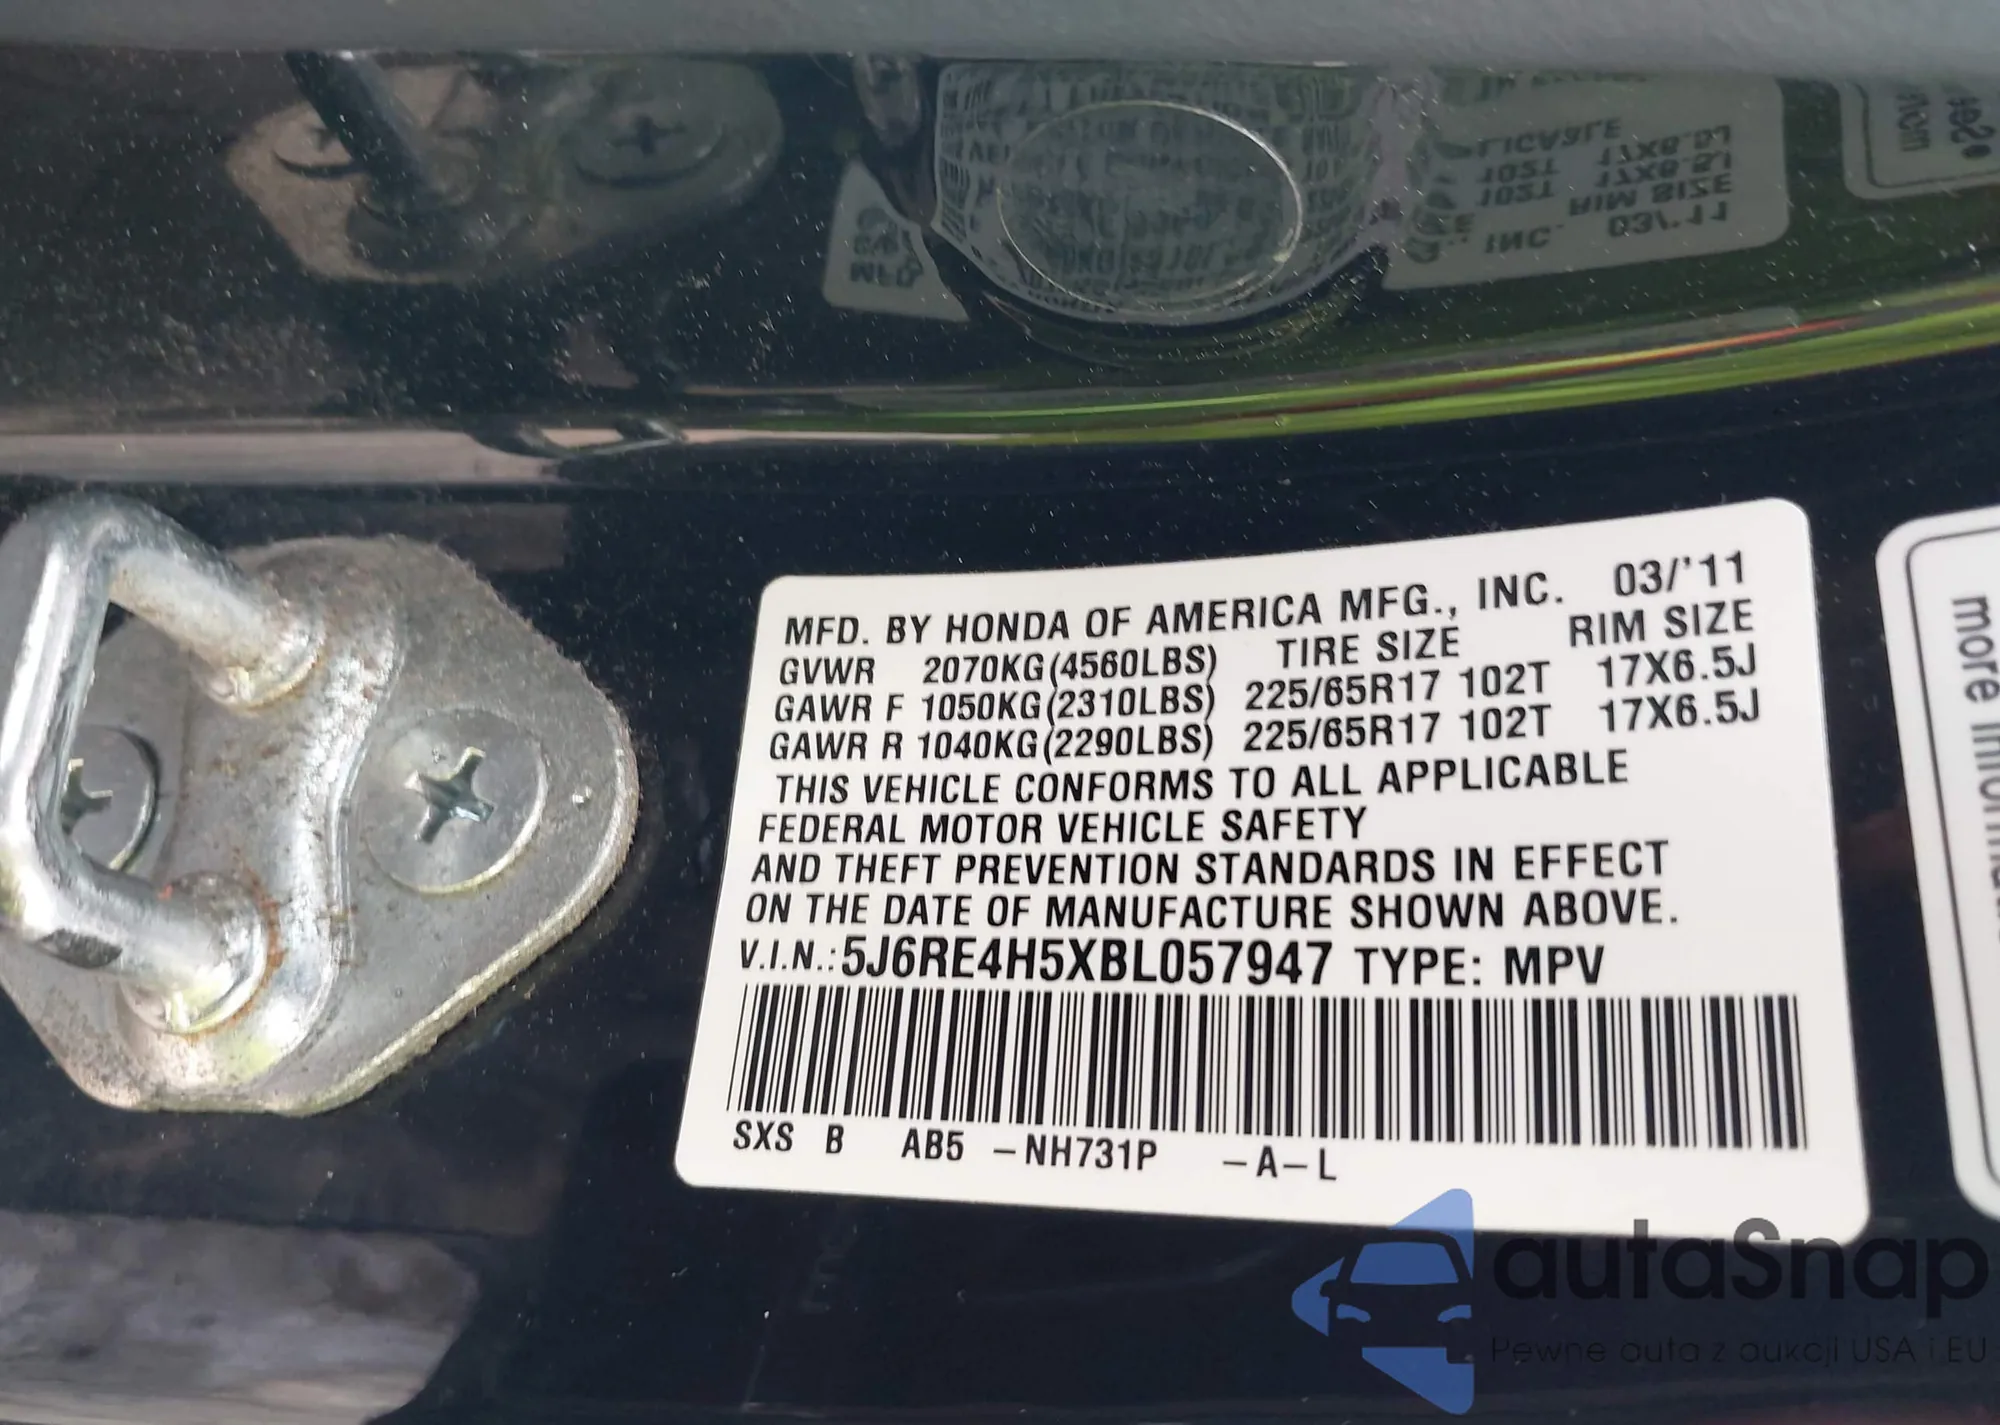 MFD. BY HONDA OF AMERICA MFG., INC. 03/'11
GVWR 2070KG(4560LBS) TIRE SIZE RIM SIZE
GAWR F 1050KG(2310LBS) 225/65R17 102T 17X6.5J
GAWR R 1040KG(2290LBS) 225/65R17 102T 17X6.5J
THIS VEHICLE CONFORMS TO ALL APPLICABLE
FEDERAL MOTOR VEHICLE SAFETY
AND THEFT PREVENTION STANDARDS IN EFFECT
ON THE DATE OF MANUFACTURE SHOWN ABOVE.
V.I.N.:5J6RE4H5XBL057947 TYPE: MPV
SXS B AB5 -NH731P -A-L
more
autaSnap
Pewne auta z aukcji USA i EU